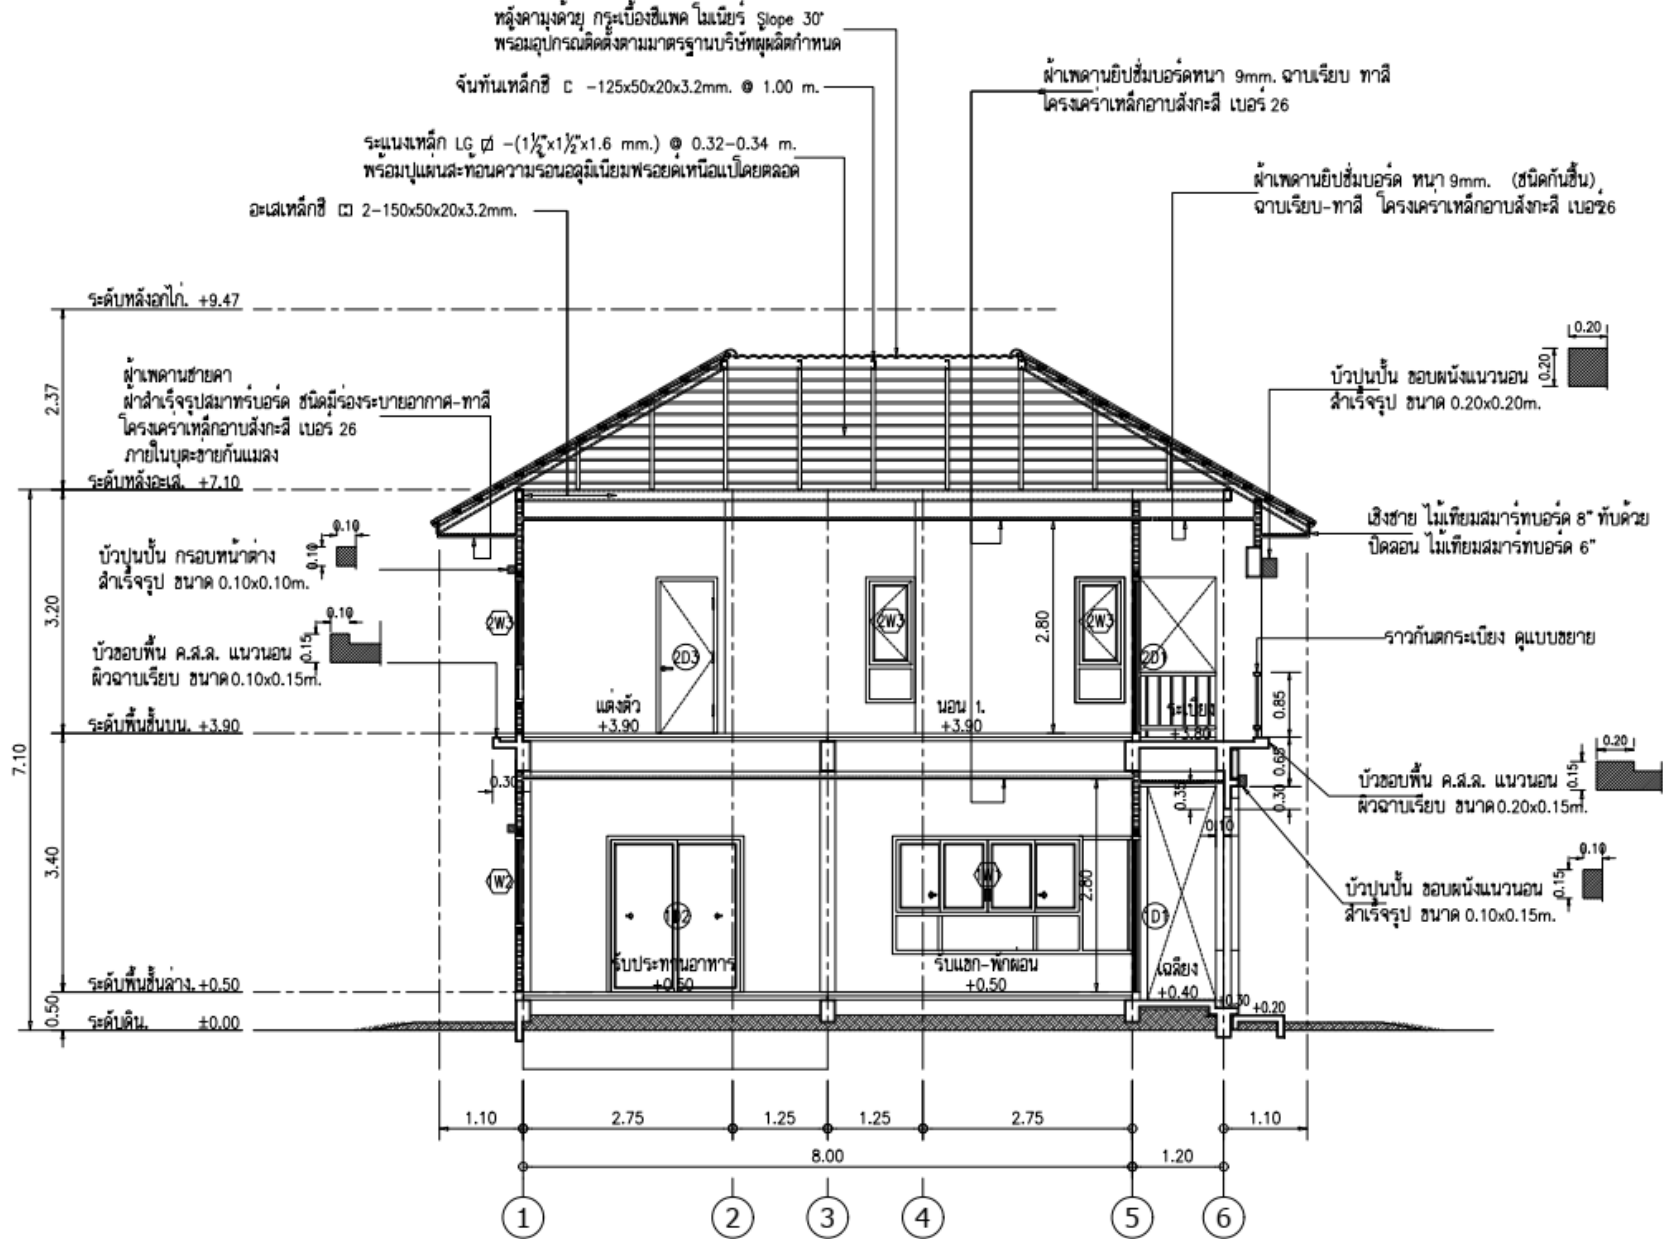 หลังคามุงด้วย กระเบื้องซีแพค โมเนียร์ Slope 30°
พร้อมอุปกรณ์ติดตั้งตามมาตรฐานบริษัทผู้ผลิตกำหนด
จันทันเหล็กซี C -125x50x20x3.2mm. @ 1.00 m.
ระแนงเหล็ก LG -(1½"x1½"x1.6 mm.) @ 0.32-0.34 m.
พร้อมปูแผ่นสะท้อนความร้อนอลูมิเนียมฟรอยด์เหนือแปโดยตลอด
อะเสเหล็กซี 2-150x50x20x3.2mm.
ฝ้าเพดานยิปซั่มบอร์ดหนา 9mm. ฉาบเรียบ ทาสี
โครงเคร่าเหล็กอาบสังกะสี เบอร์ 26
ฝ้าเพดานยิปซั่มบอร์ด หนา 9mm. (ชนิดกันชื้น)
ฉาบเรียบ-ทาสี โครงเคร่าเหล็กอาบสังกะสี เบอร์26
ระดับหลังอกไก่. +9.47
0.20
0.20
บัวปูนปั้น ขอบผนังแนวนอน
สำเร็จรูป ขนาด 0.20x0.20m.
2.37
ฝ้าเพดานชายคา
ฝ้าสำเร็จรูปสมาทร์บอร์ด ชนิดมีร่องระบายอากาศ-ทาสี
โครงเคร่าเหล็กอาบสังกะสี เบอร์ 26
ภายในบุตะข่ายกันแมลง
ระดับหลังอะเส. +7.10
เชิงชาย ไม้เทียมสมาร์ทบอร์ด 8" ทับด้วย
ปิดลอน ไม้เทียมสมาร์ทบอร์ด 6"
0.10
0.10
บัวปูนปั้น กรอบหน้าต่าง
สำเร็จรูป ขนาด 0.10x0.10m.
3.20
0.10
0.15
บัวขอบพื้น ค.ส.ล. แนวนอน
ผิวฉาบเรียบ ขนาด0.10x0.15m.
2W3
2D3
2W3
2.80
2W3
2D1
ราวกันตกระเบียง ดูแบบขยาย
แต่งตัว
+3.90
นอน 1.
+3.90
ระเบียง
+3.80
0.85
ระดับพื้นชั้นบน. +3.90
7.10
0.30
0.65
0.35
0.30
0.10
0.20
0.15
บัวขอบพื้น ค.ส.ล. แนวนอน
ผิวฉาบเรียบ ขนาด0.20x0.15m.
3.40
1W2
1D2
1W1
2.80
1D1
0.10
0.15
บัวปูนปั้น ขอบผนังแนวนอน
สำเร็จรูป ขนาด 0.10x0.15m.
รับประทานอาหาร
+0.50
รับแขก-พักผ่อน
+0.50
เฉลียง
+0.40
+0.30
+0.20
ระดับพื้นชั้นล่าง. +0.50
0.50
ระดับดิน. ±0.00
1.10 2.75 1.25 1.25 2.75 1.10
8.00 1.20
1 2 3 4 5 6